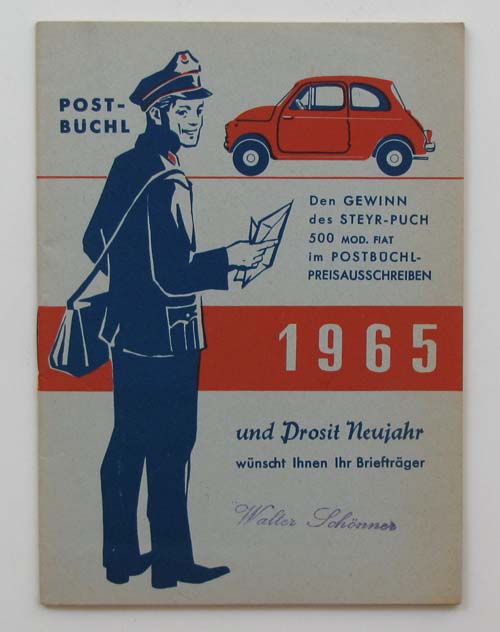 POST-
BÜCHL
Den GEWINN
des STEYR-PUCH
500 MOD. FIAT
im POSTBÜCHL-
PREISAUSSCHREIBEN
1965
und Prosit Neujahr
wünscht Ihnen Ihr Briefträger
Walter Schönner